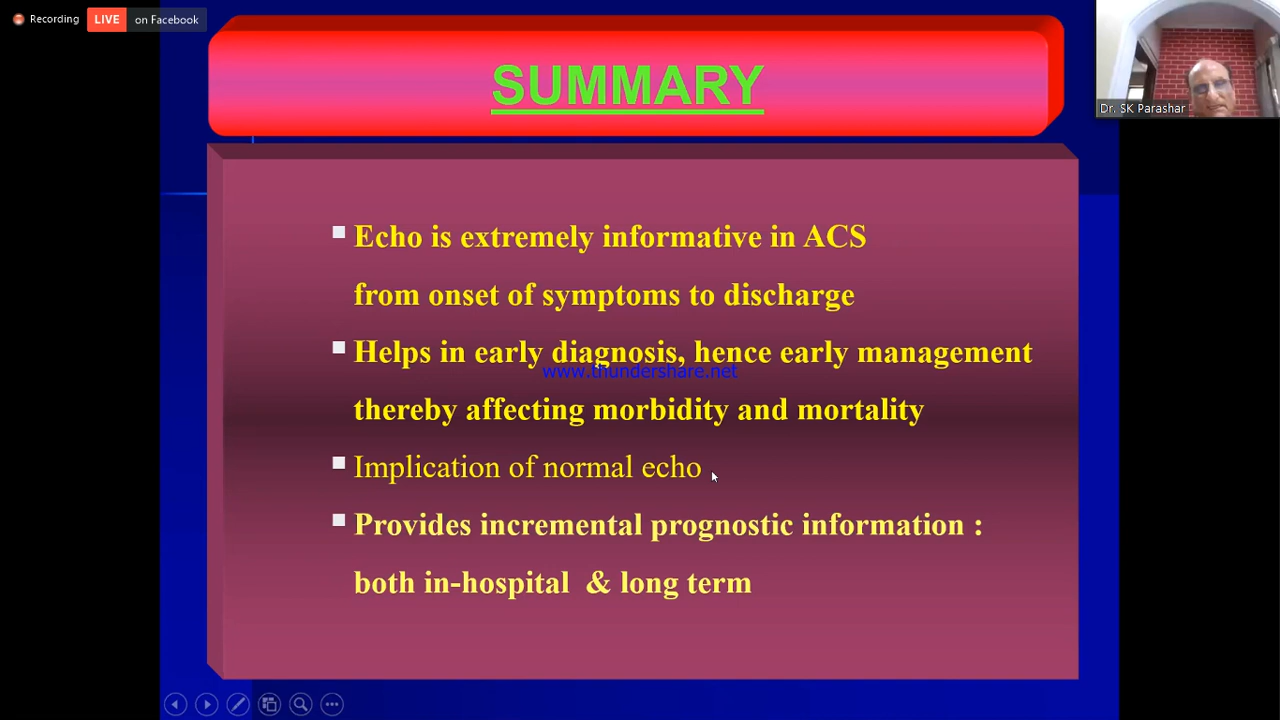 Recording
LIVE on Facebook
SUMMARY
Dr. SK Parashar
Echo is extremely informative in ACS
from onset of symptoms to discharge
Helps in early diagnosis, hence early management
www.thundershare.net
thereby affecting morbidity and mortality
Implication of normal echo
Provides incremental prognostic information :
both in-hospital & long term